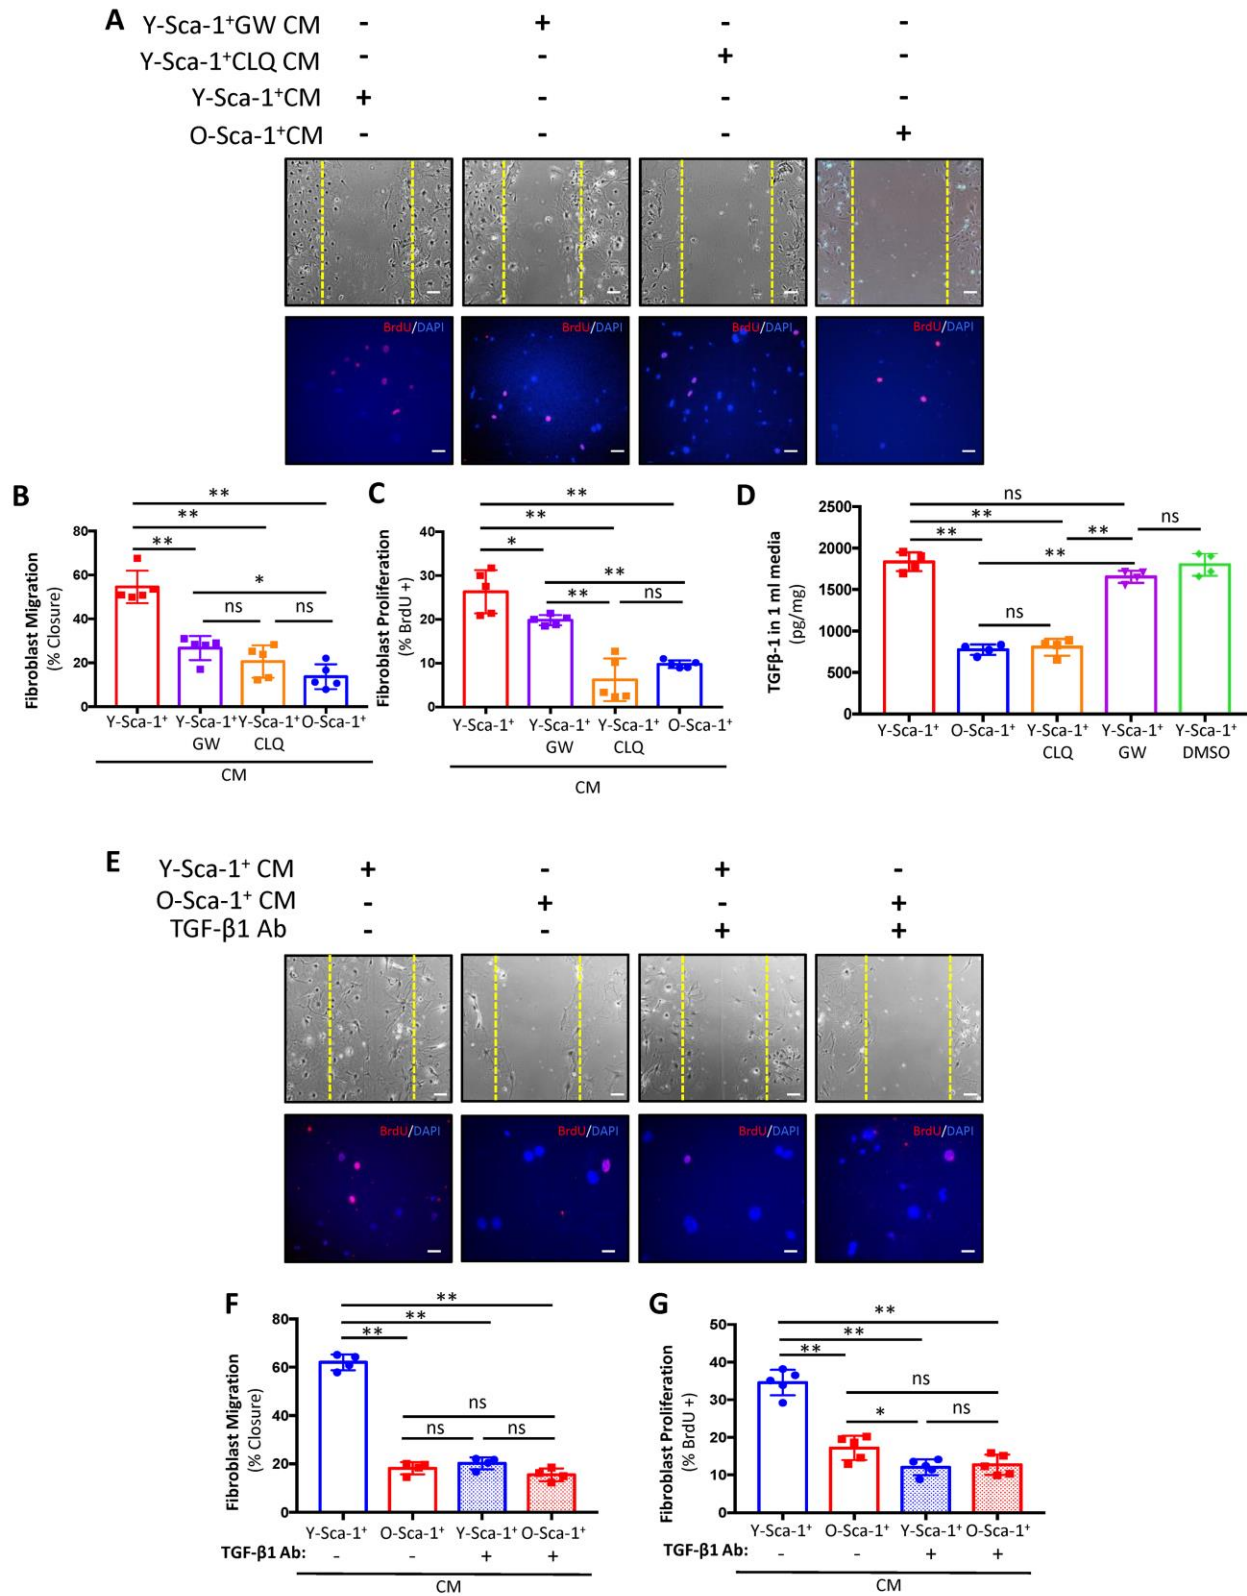 A
Y-Sca-1⁺GW CM - + - -
Y-Sca-1⁺CLQ CM - - + -
Y-Sca-1⁺CM + - - -
O-Sca-1⁺CM - - - +
BrdU/DAPI BrdU/DAPI BrdU/DAPI BrdU/DAPI
B
Fibroblast Migration
(% Closure)
80
60
40
20
0
**
**
**
*
ns ns
Y-Sca-1⁺ Y-Sca-1⁺ Y-Sca-1⁺ O-Sca-1⁺
GW CLQ
CM
C
Fibroblast Proliferation
(% BrdU +)
40
30
20
10
0
**
**
*
**
** ns
Y-Sca-1⁺ Y-Sca-1⁺ Y-Sca-1⁺ O-Sca-1⁺
GW CLQ
CM
D
TGFβ-1 in 1 ml media
(pg/mg)
2500
2000
1500
1000
500
0
ns
**
**
** ns
**
ns
Y-Sca-1⁺ O-Sca-1⁺ Y-Sca-1⁺ Y-Sca-1⁺ Y-Sca-1⁺
CLQ GW DMSO
E
Y-Sca-1⁺ CM + - + -
O-Sca-1⁺ CM - + - +
TGF-β1 Ab - - + +
BrdU/DAPI BrdU/DAPI BrdU/DAPI BrdU/DAPI
F
Fibroblast Migration
(% Closure)
80
60
40
20
0
**
**
**
ns
ns ns
Y-Sca-1⁺ O-Sca-1⁺ Y-Sca-1⁺ O-Sca-1⁺
TGF-β1 Ab: - - + +
CM
G
Fibroblast Proliferation
(% BrdU +)
50
40
30
20
10
0
**
**
**
ns
* ns
Y-Sca-1⁺ O-Sca-1⁺ Y-Sca-1⁺ O-Sca-1⁺
TGF-β1 Ab: - - + +
CM